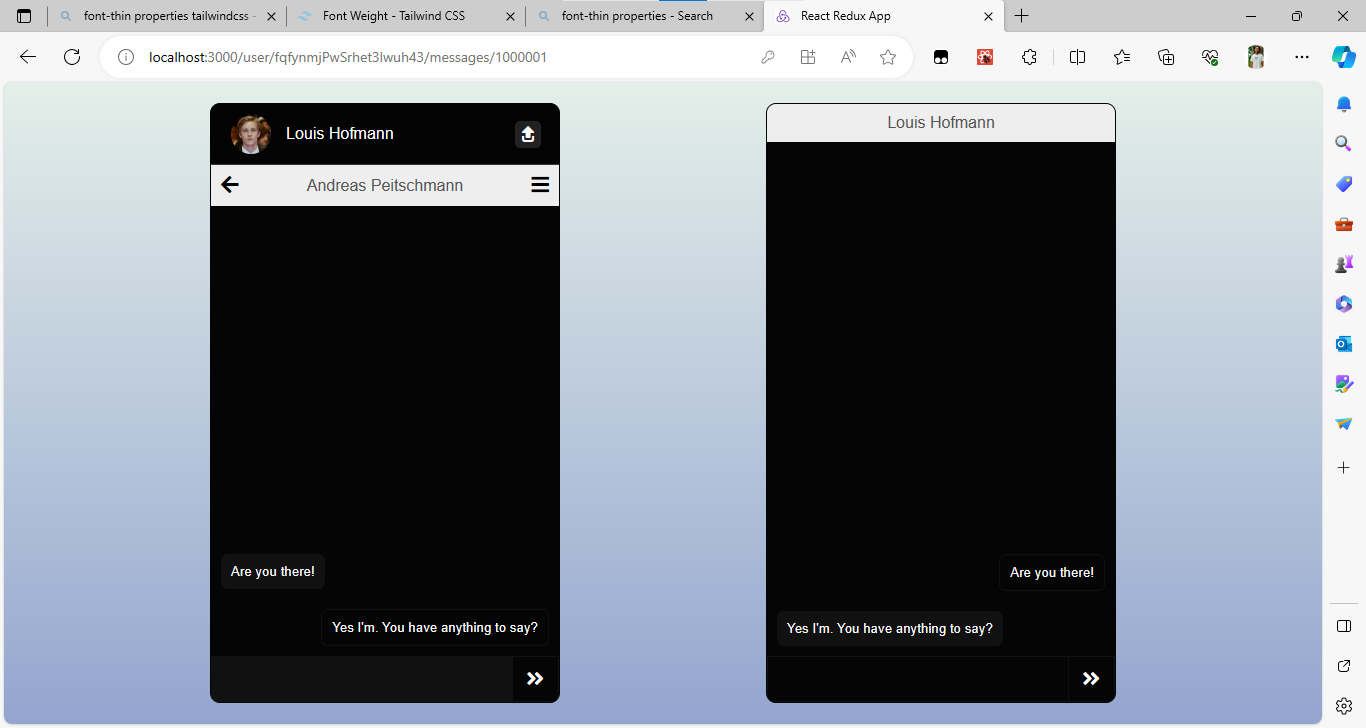 font-thin properties tailwindcss -
Font Weight - Tailwind CSS
font-thin properties - Search
React Redux App
localhost:3000/user/fqfynmjPwSrhet3Iwuh43/messages/1000001
Louis Hofmann
Andreas Peitschmann
Are you there!
Yes I'm. You have anything to say?
Louis Hofmann
Are you there!
Yes I'm. You have anything to say?